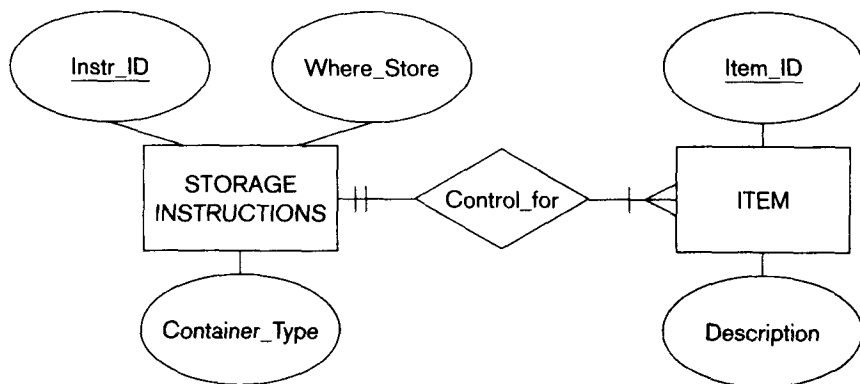 Instr_ID
Where_Store
Item_ID
STORAGE
INSTRUCTIONS
Control_for
ITEM
Container_Type
Description